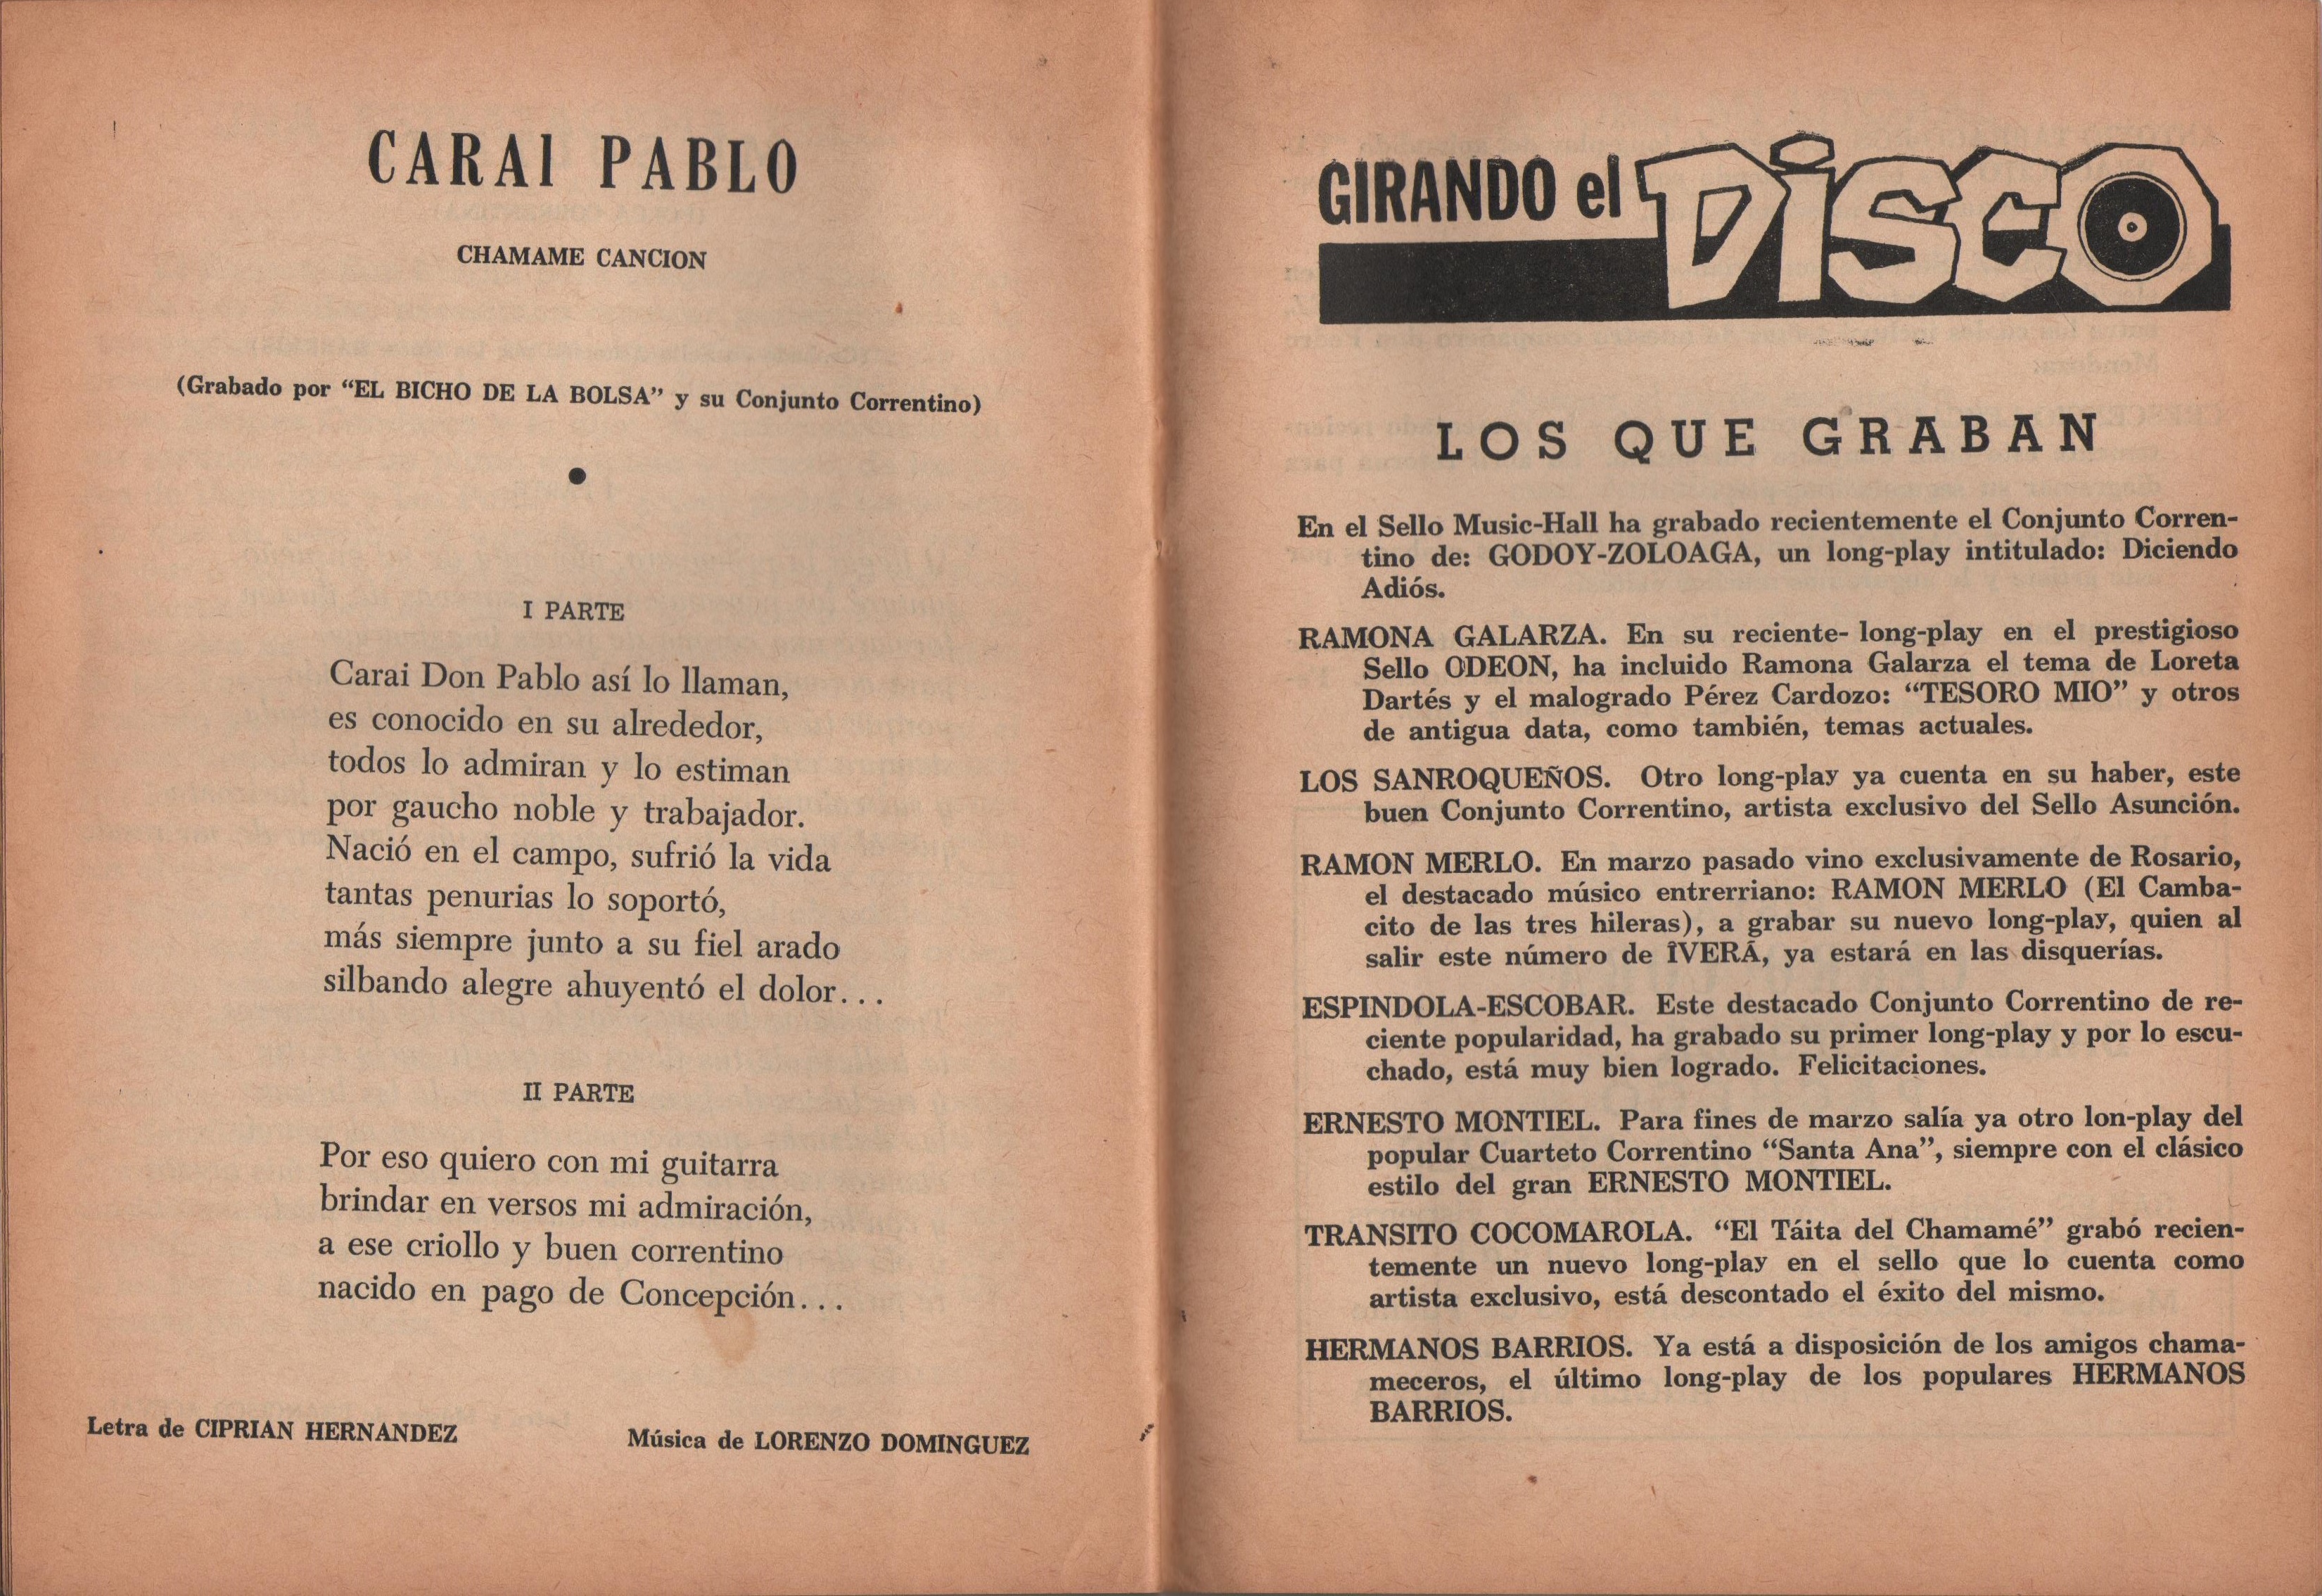 CARAI PABLO
CHAMAME CANCION
(Grabado por “EL BICHO DE LA BOLSA” y su Conjunto Correntino)
I PARTE
Carai Don Pablo así lo llaman,
es conocido en su alrededor,
todos lo admiran y lo estiman
por gaucho noble y trabajador.
Nació en el campo, sufrió la vida
tantas penurias lo soportó,
más siempre junto a su fiel arado
silbando alegre ahuyentó el dolor...
II PARTE
Por eso quiero con mi guitarra
brindar en versos mi admiración,
a ese criollo y buen correntino
nacido en pago de Concepción...
Letra de CIPRIAN HERNANDEZ
Música de LORENZO DOMINGUEZ
GIRANDO el DISCO
LOS QUE GRABAN
En el Sello Music-Hall ha grabado recientemente el Conjunto Corren-
tino de: GODOY-ZOLOAGA, un long-play intitulado: Diciendo
Adiós.
RAMONA GALARZA. En su reciente- long-play en el prestigioso
Sello ODEON, ha incluido Ramona Galarza el tema de Loreta
Dartés y el malogrado Pérez Cardozo: “TESORO MIO” y otros
de antigua data, como también, temas actuales.
LOS SANROQUEÑOS. Otro long-play ya cuenta en su haber, este
buen Conjunto Correntino, artista exclusivo del Sello Asunción.
RAMON MERLO. En marzo pasado vino exclusivamente de Rosario,
el destacado músico entrerriano: RAMON MERLO (El Camba-
cito de las tres hileras), a grabar su nuevo long-play, quien al
salir este número de ÎVERÁ, ya estará en las disquerías.
ESPINDOLA-ESCOBAR. Este destacado Conjunto Correntino de re-
ciente popularidad, ha grabado su primer long-play y por lo escu-
chado, está muy bien logrado. Felicitaciones.
ERNESTO MONTIEL. Para fines de marzo salía ya otro lon-play del
popular Cuarteto Correntino “Santa Ana”, siempre con el clásico
estilo del gran ERNESTO MONTIEL.
TRANSITO COCOMAROLA. “El Táita del Chamamé” grabó recien-
temente un nuevo long-play en el sello que lo cuenta como
artista exclusivo, está descontado el éxito del mismo.
HERMANOS BARRIOS. Ya está a disposición de los amigos chama-
meceros, el último long-play de los populares HERMANOS
BARRIOS.